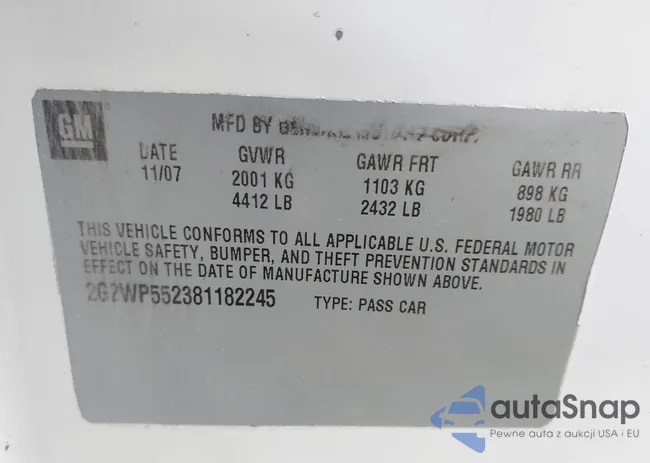 GM
MFD BY GENERAL MOTORS CORP.
DATE GVWR GAWR FRT GAWR RR
11/07 2001 KG 1103 KG 898 KG
4412 LB 2432 LB 1980 LB
THIS VEHICLE CONFORMS TO ALL APPLICABLE U.S. FEDERAL MOTOR
VEHICLE SAFETY, BUMPER, AND THEFT PREVENTION STANDARDS IN
EFFECT ON THE DATE OF MANUFACTURE SHOWN ABOVE.
2G2WP552381182245 TYPE: PASS CAR
autaSnap
Pewne auta z aukcji USA i EU